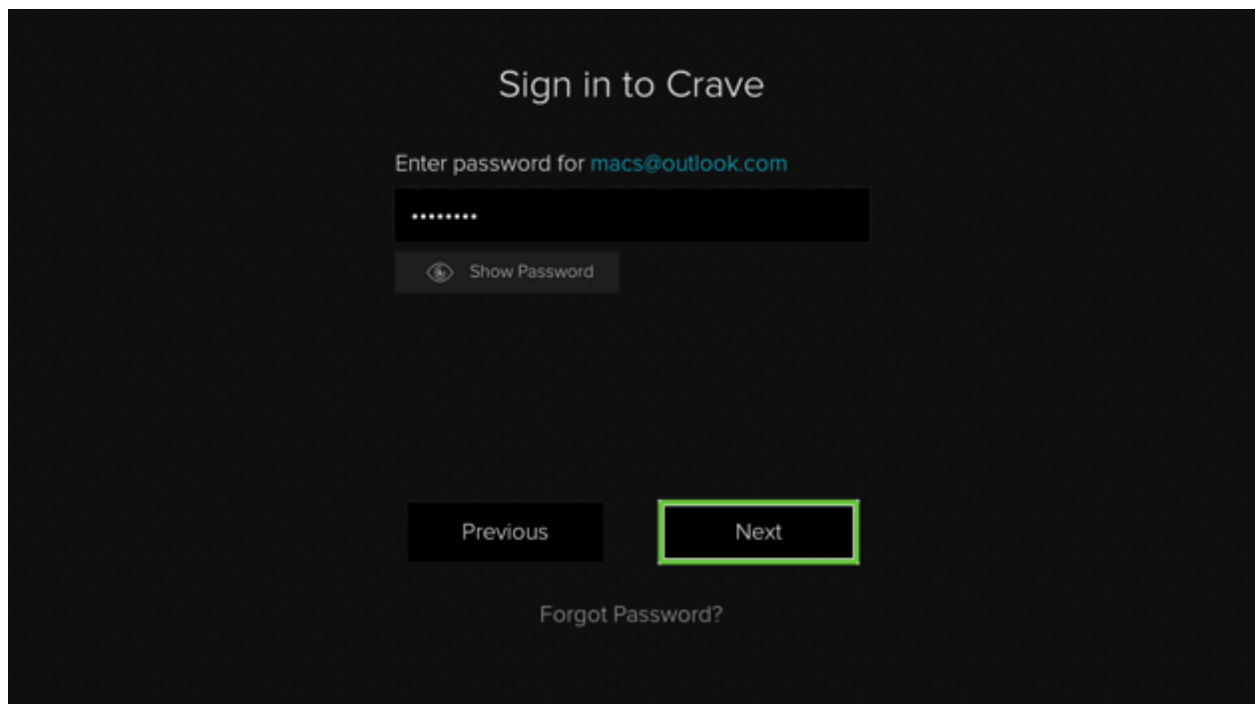 Sign in to Crave
Enter password for macs@outlook.com
••••••••
Show Password
Previous Next
Forgot Password?